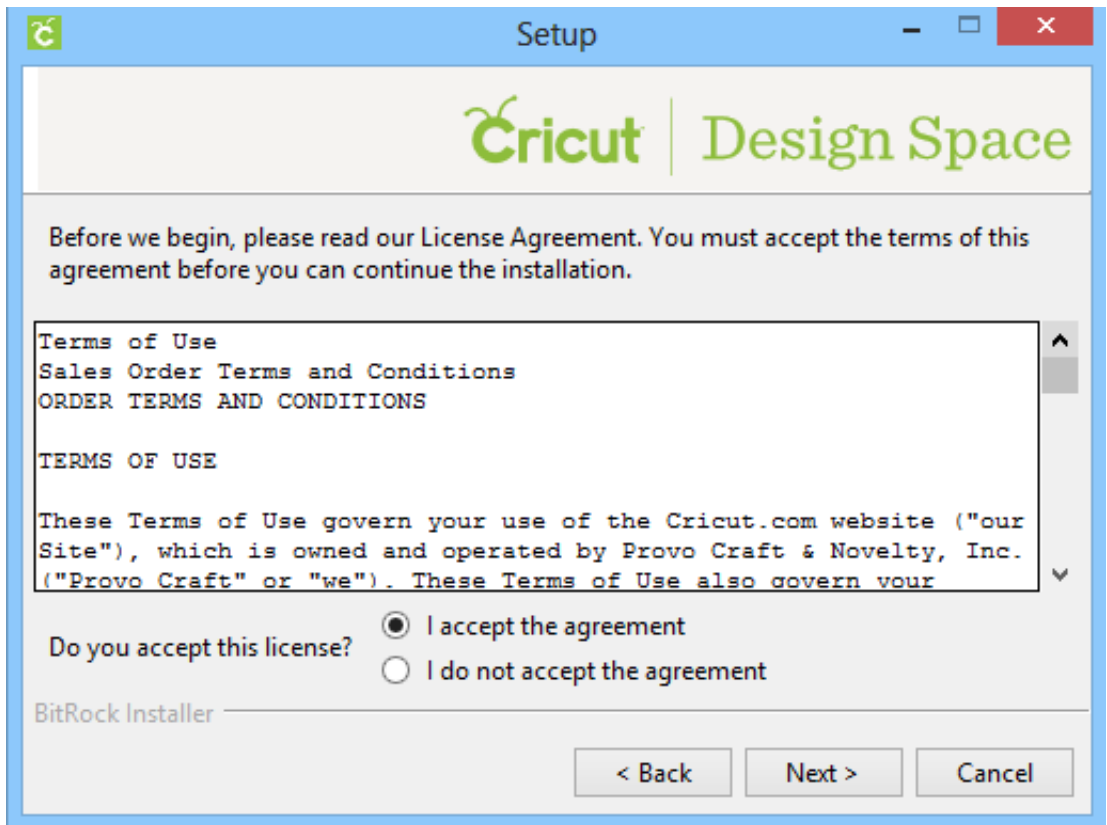 Setup
Cricut Design Space
Before we begin, please read our License Agreement. You must accept the terms of this
agreement before you can continue the installation.
Terms of Use
Sales Order Terms and Conditions
ORDER TERMS AND CONDITIONS
TERMS OF USE
These Terms of Use govern your use of the Cricut.com website ("our
Site"), which is owned and operated by Provo Craft & Novelty, Inc.
("Provo Craft" or "we"). These Terms of Use also govern your
Do you accept this license?
I accept the agreement
I do not accept the agreement
BitRock Installer
< Back Next > Cancel